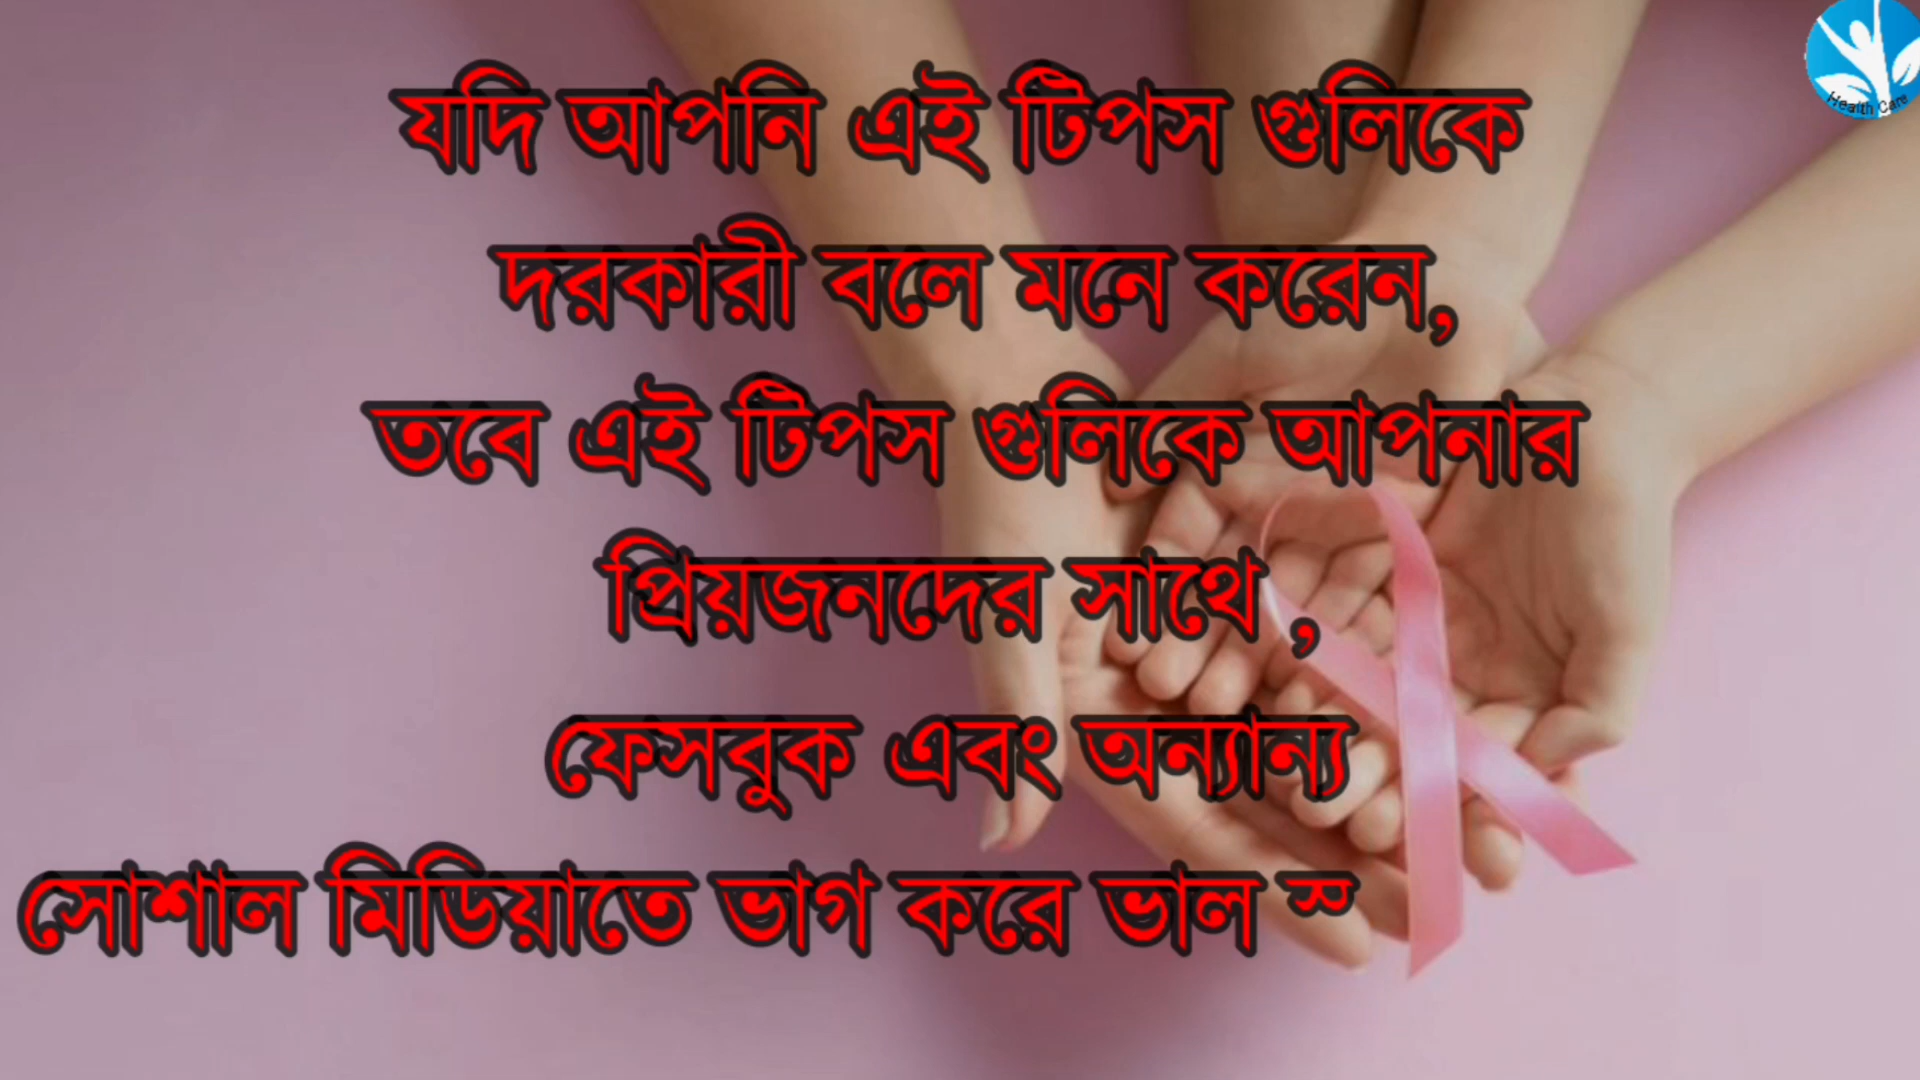 যদি আপনি এই টিপস গুলিকে
দরকারী বলে মনে করেন,
তবে এই টিপস গুলিকে আপনার
প্রিয়জনদের সাথে ,
ফেসবুক এবং অন্যান্য
সোশাল মিডিয়াতে ভাগ করে ভাল
Health Care